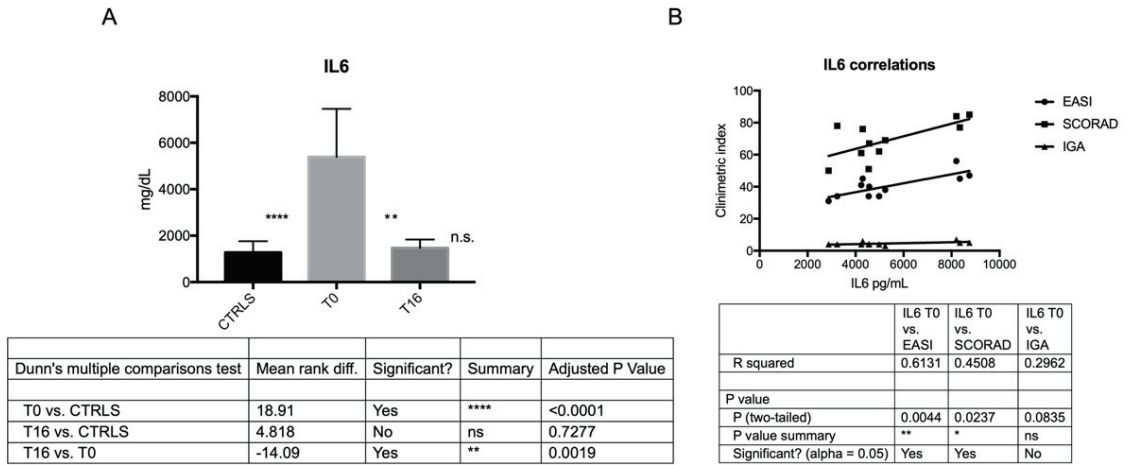 A
IL6
8000
6000
4000
2000
0
mg/dL
****
**
n.s.
CTRLS
T0
T16
Dunn's multiple comparisons test Mean rank diff. Significant? Summary Adjusted P Value
T0 vs. CTRLS 18.91 Yes **** <0.0001
T16 vs. CTRLS 4.818 No ns 0.7277
T16 vs. T0 -14.09 Yes ** 0.0019
B
IL6 correlations
100
80
60
40
20
0
Clinimetric index
0 2000 4000 6000 8000 10000
IL6 pg/mL
EASI
SCORAD
IGA
IL6 T0 IL6 T0 IL6 T0
vs. vs. vs.
EASI SCORAD IGA
R squared 0.6131 0.4508 0.2962
P value
P (two-tailed) 0.0044 0.0237 0.0835
P value summary ** * ns
Significant? (alpha = 0.05) Yes Yes No